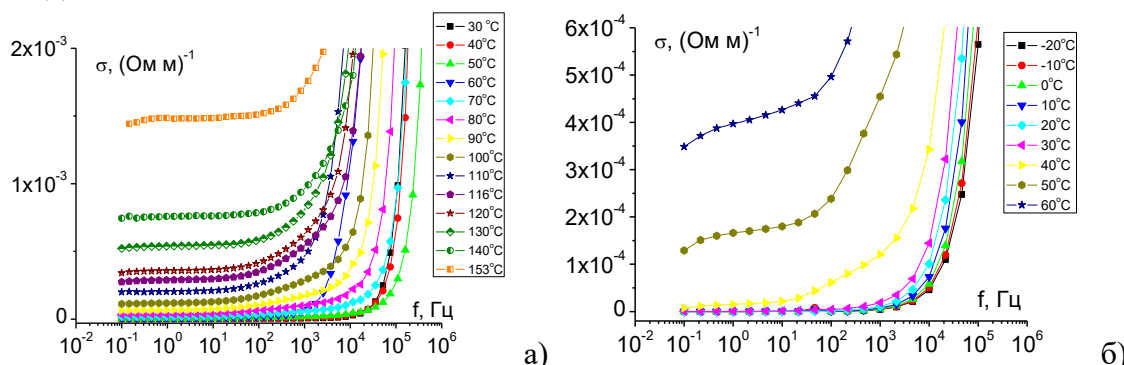 σ, (Ом м)⁻¹
2x10⁻³
1x10⁻³
0
f, Гц
10⁻² 10⁻¹ 10⁰ 10¹ 10² 10³ 10⁴ 10⁵ 10⁶
30 °C
40°C
50°C
60°C
70°C
80°C
90°C
100°C
110°C
116°C
120°C
130°C
140°C
153°C
а)
σ, (Ом м)⁻¹
6x10⁻⁴
5x10⁻⁴
4x10⁻⁴
3x10⁻⁴
2x10⁻⁴
1x10⁻⁴
0
f, Гц
10⁻² 10⁻¹ 10⁰ 10¹ 10² 10³ 10⁴ 10⁵ 10⁶
-20°C
-10°C
0°C
10°C
20°C
30°C
40°C
50°C
60°C
б)